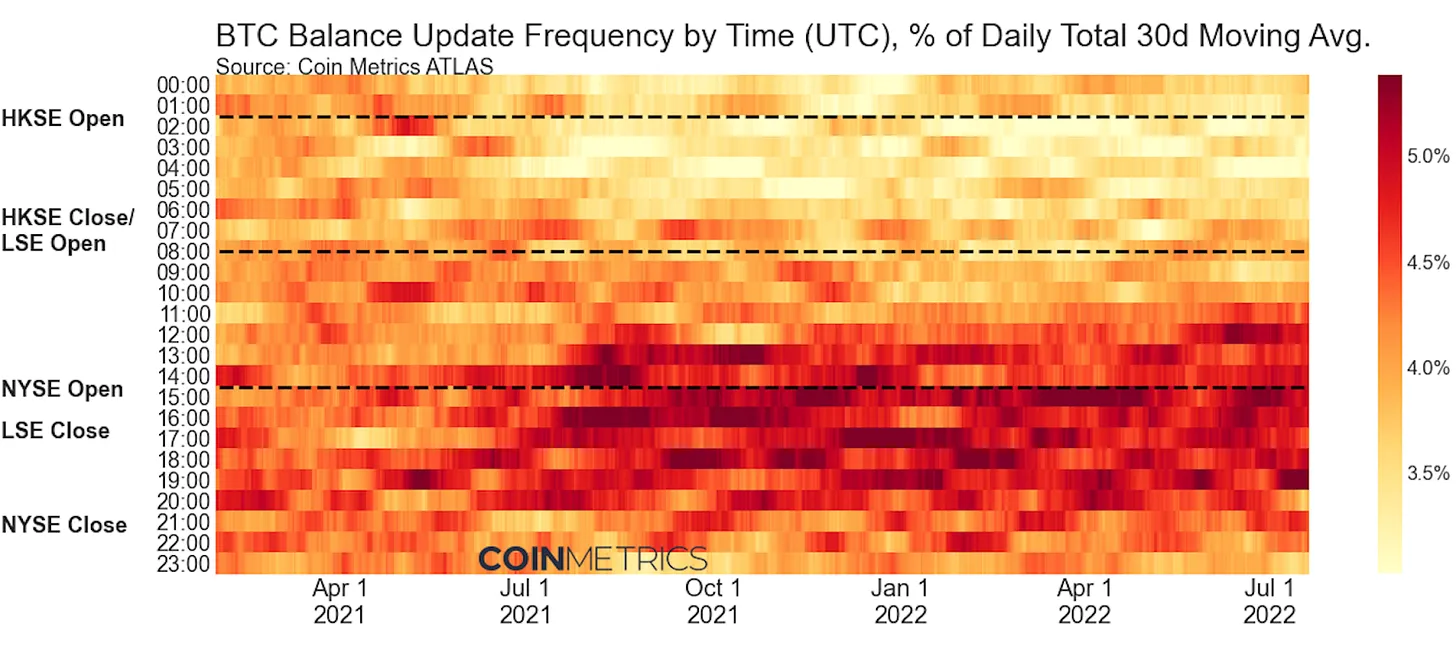 BTC Balance Update Frequency by Time (UTC), % of Daily Total 30d Moving Avg.
Source: Coin Metrics ATLAS
00:00
01:00
HKSE Open
02:00
03:00
04:00
05:00
06:00
HKSE Close/
LSE Open
07:00
08:00
09:00
10:00
11:00
12:00
13:00
14:00
NYSE Open
15:00
16:00
LSE Close
17:00
18:00
19:00
20:00
21:00
NYSE Close
22:00
23:00
COINMETRICS
Apr 1
2021
Jul 1
2021
Oct 1
2021
Jan 1
2022
Apr 1
2022
Jul 1
2022
5.0%
4.5%
4.0%
3.5%